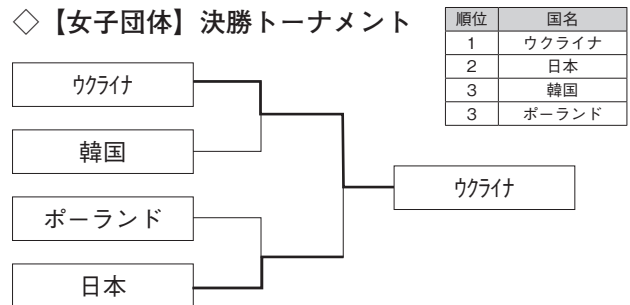 ◇【女子団体】決勝トーナメント
順位 国名
1 ウクライナ
2 日本
3 韓国
3 ポーランド
ウクライナ
韓国
ポーランド
日本
ウクライナ